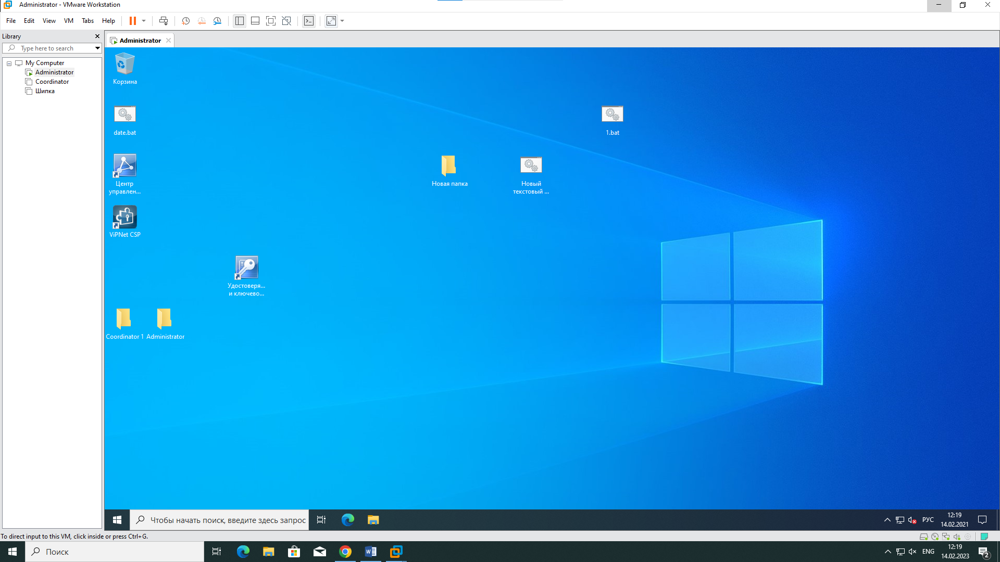 Administrator - VMware Workstation
File Edit View VM Tabs Help
Library
Type here to search
My Computer
Administrator
Coordinator
Шипка
Administrator
Корзина
date.bat
1.bat
Центр
управлен...
Новая папка
Новый
текстовый ...
ViPNet CSP
Удостоверя...
и ключево...
Coordinator 1
Administrator
Чтобы начать поиск, введите здесь запрос
РУС
12:19
14.02.2021
To direct input to this VM, click inside or press Ctrl+G.
Поиск
ENG
12:19
14.02.2023
2